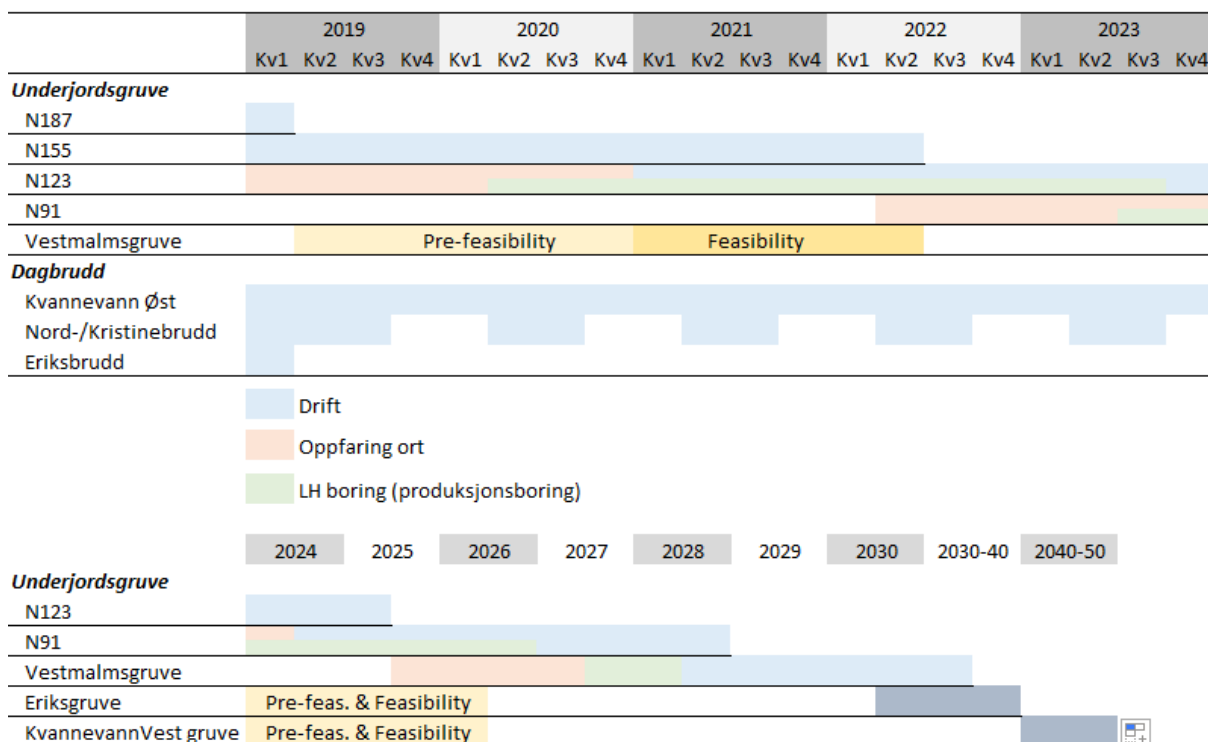 2019 2020 2021 2022 2023
Kv1 Kv2 Kv3 Kv4 Kv1 Kv2 Kv3 Kv4 Kv1 Kv2 Kv3 Kv4 Kv1 Kv2 Kv3 Kv4 Kv1 Kv2 Kv3 Kv4
Underjordsgruve
N187
N155
N123
N91
Vestmalmsgruve Pre-feasibility Feasibility
Dagbrudd
Kvannevann Øst
Nord-/Kristinebrudd
Eriksbrudd
Drift
Oppfaring ort
LH boring (produksjonsboring)
2024 2025 2026 2027 2028 2029 2030 2030-40 2040-50
Underjordsgruve
N123
N91
Vestmalmsgruve
Eriksgruve Pre-feas. & Feasibility
KvannevannVest gruve Pre-feas. & Feasibility